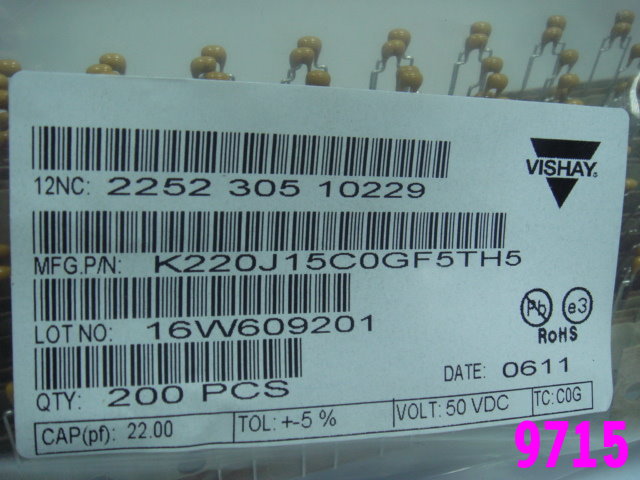 VISHAY
12NC: 2252 305 10229
MFG.P/N: K220J15C0GF5TH5
LOT NO: 16W609201
Pb e3
RoHS
QTY: 200 PCS DATE: 0611
CAP(pf): 22.00 TOL: +-5 % VOLT: 50 VDC TC: C0G
9715